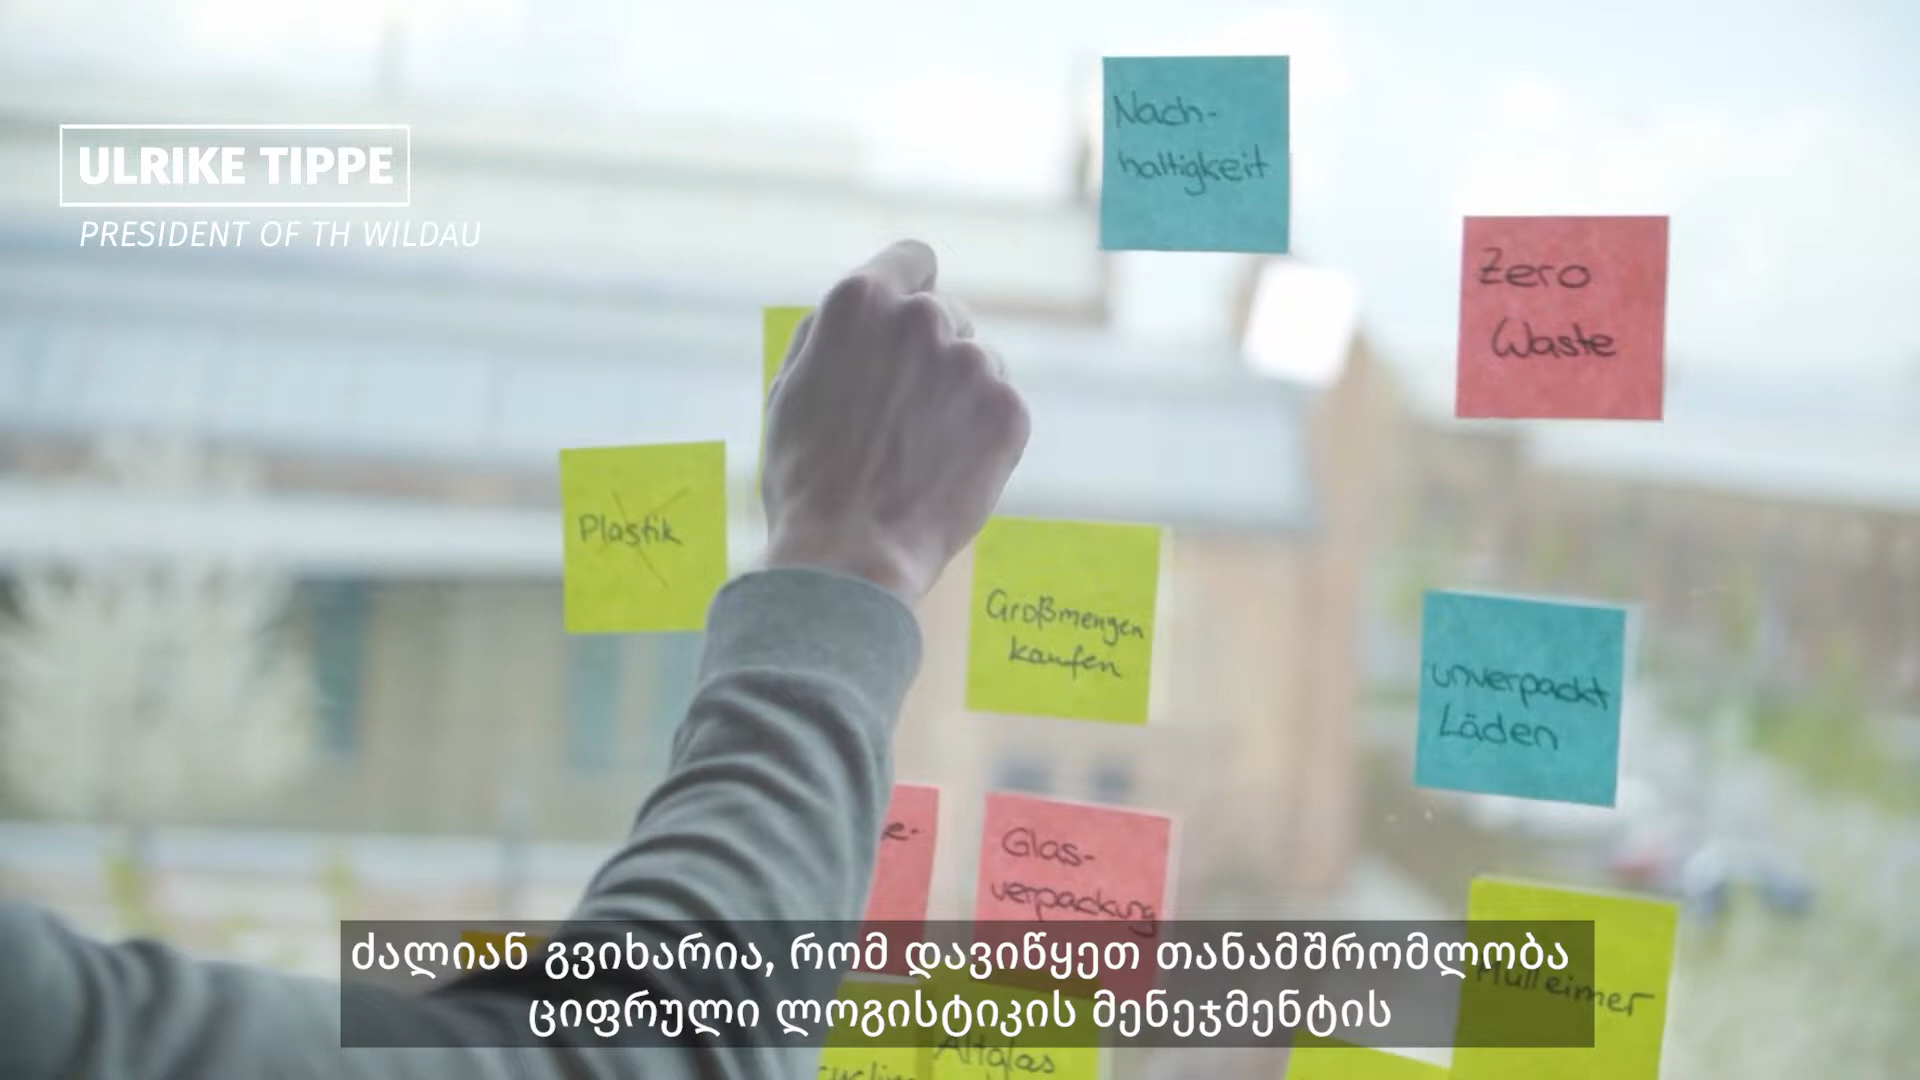 ULRIKE TIPPE
PRESIDENT OF TH WILDAU
Nach-
haltigkeit
Zero
Waste
Plastik
Großmengen
kaufen
unverpackt
Läden
e-
Glas-
verpackung
Mülleimer
Altglas
ძალიან გვიხარია, რომ დავიწყეთ თანამშრომლობა
ციფრული ლოგისტიკის მენეჯმენტის